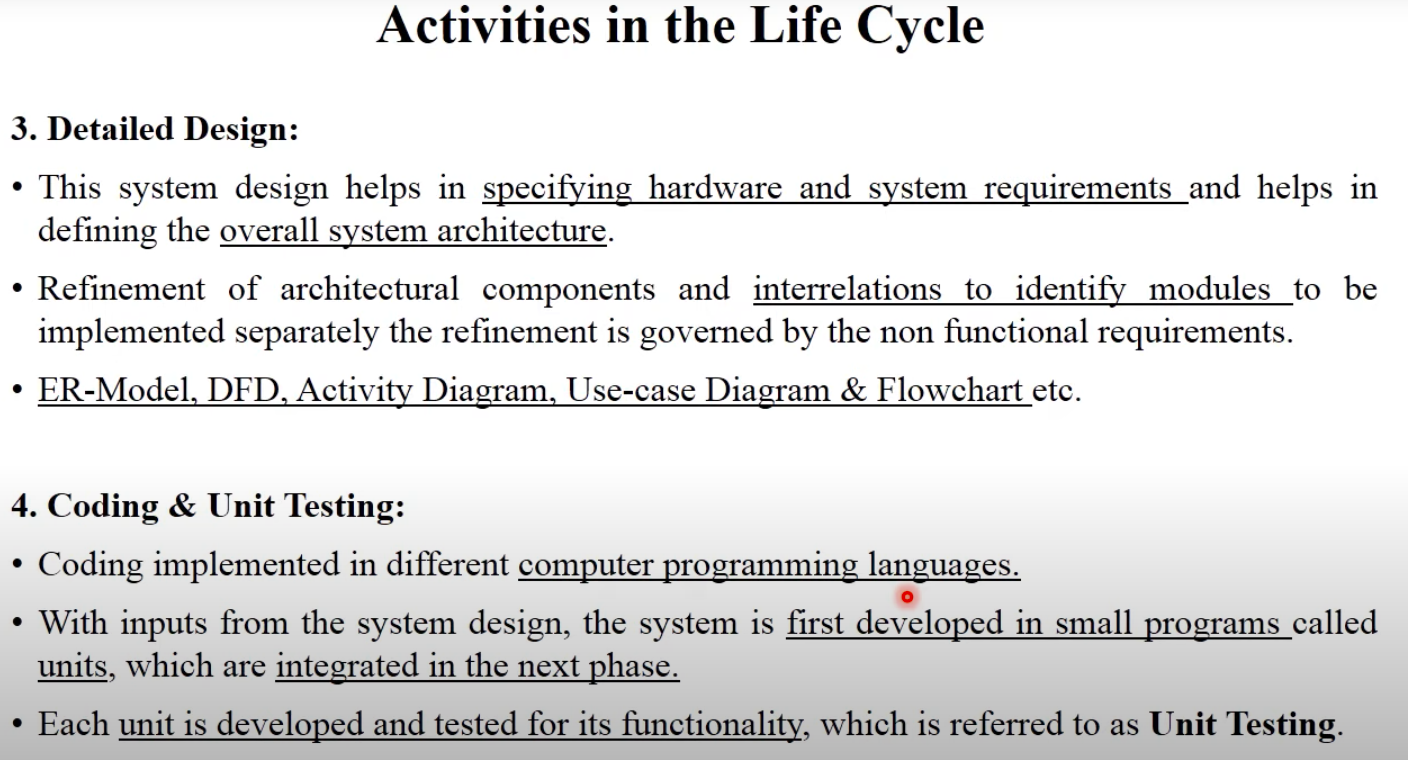 Activities in the Life Cycle
3. Detailed Design:
• This system design helps in specifying hardware and system requirements and helps in
defining the overall system architecture.
• Refinement of architectural components and interrelations to identify modules to be
implemented separately the refinement is governed by the non functional requirements.
• ER-Model, DFD, Activity Diagram, Use-case Diagram & Flowchart etc.
4. Coding & Unit Testing:
• Coding implemented in different computer programming languages.
• With inputs from the system design, the system is first developed in small programs called
units, which are integrated in the next phase.
• Each unit is developed and tested for its functionality, which is referred to as Unit Testing.